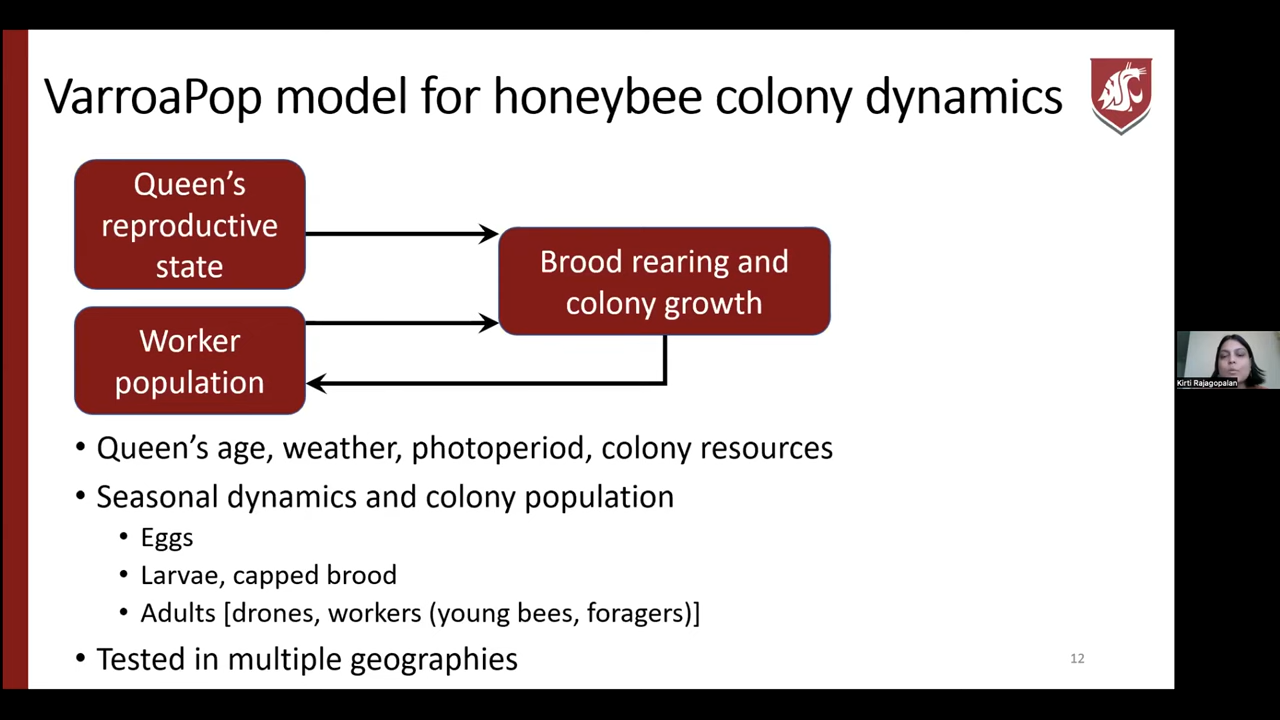 VarroaPop model for honeybee colony dynamics
Queen’s
reproductive
state
Brood rearing and
colony growth
Worker
population
Kirti Rajagopalan
• Queen’s age, weather, photoperiod, colony resources
• Seasonal dynamics and colony population
• Eggs
• Larvae, capped brood
• Adults [drones, workers (young bees, foragers)]
• Tested in multiple geographies
12